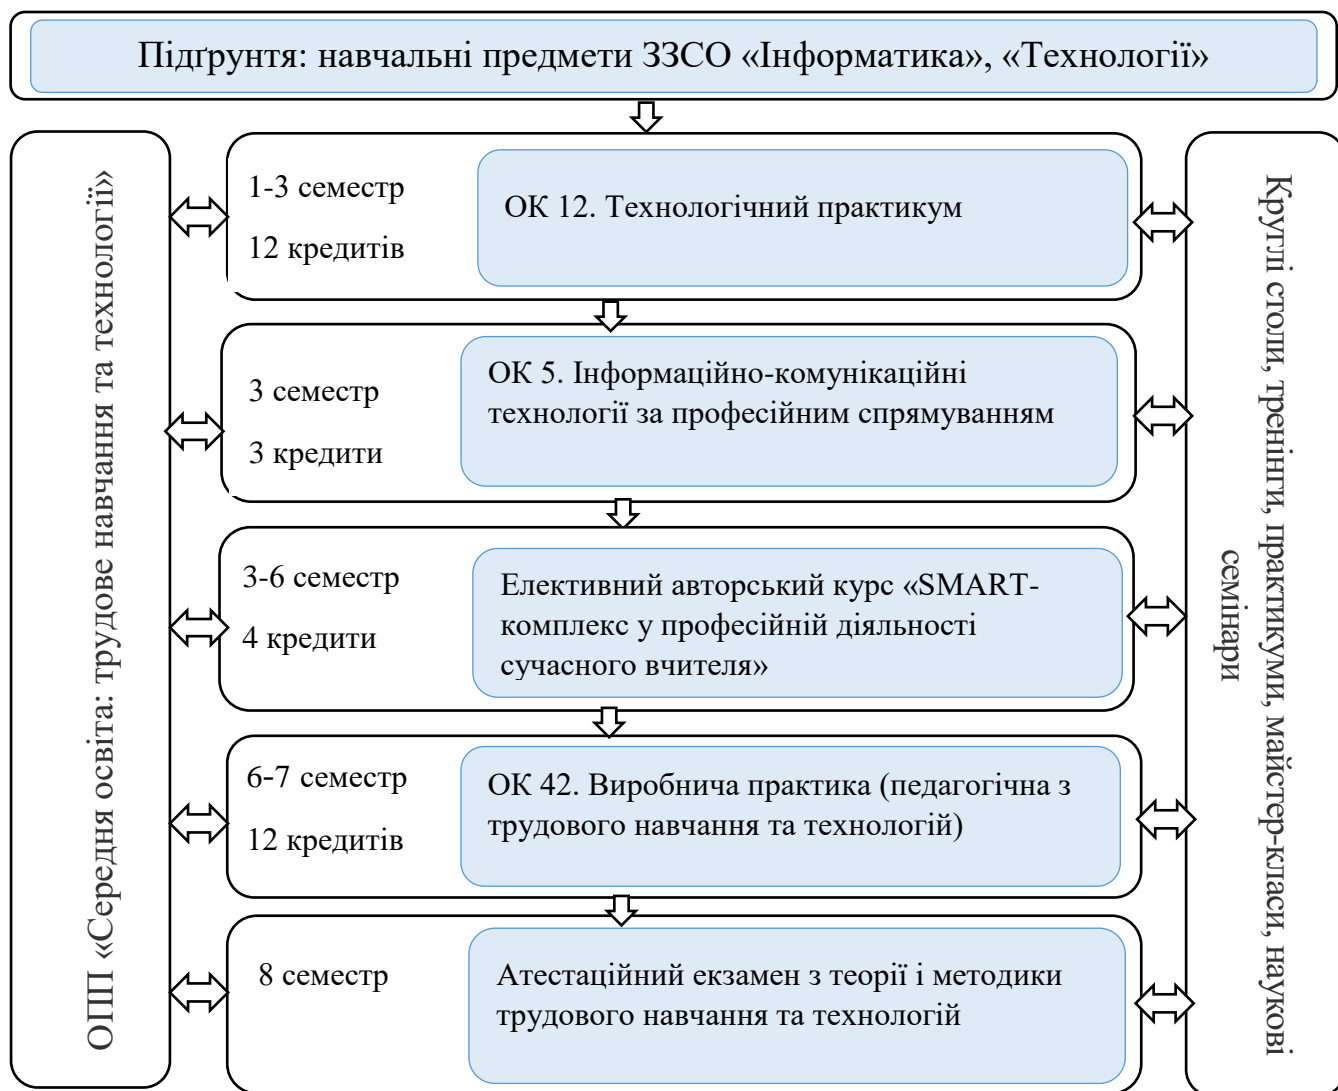 Підґрунтя: навчальні предмети ЗЗСО «Інформатика», «Технології»
ОПП «Середня освіта: трудове навчання та технології»
1-3 семестр
12 кредитів
ОК 12. Технологічний практикум
3 семестр
3 кредити
ОК 5. Інформаційно-комунікаційні
технології за професійним спрямуванням
3-6 семестр
4 кредити
Елективний авторський курс «SMART-
комплекс у професійній діяльності
сучасного вчителя»
6-7 семестр
12 кредитів
ОК 42. Виробнича практика (педагогічна з
трудового навчання та технологій)
8 семестр
Атестаційний екзамен з теорії і методики
трудового навчання та технологій
Круглі столи, тренінги, практикуми, майстер-класи, наукові
семінари